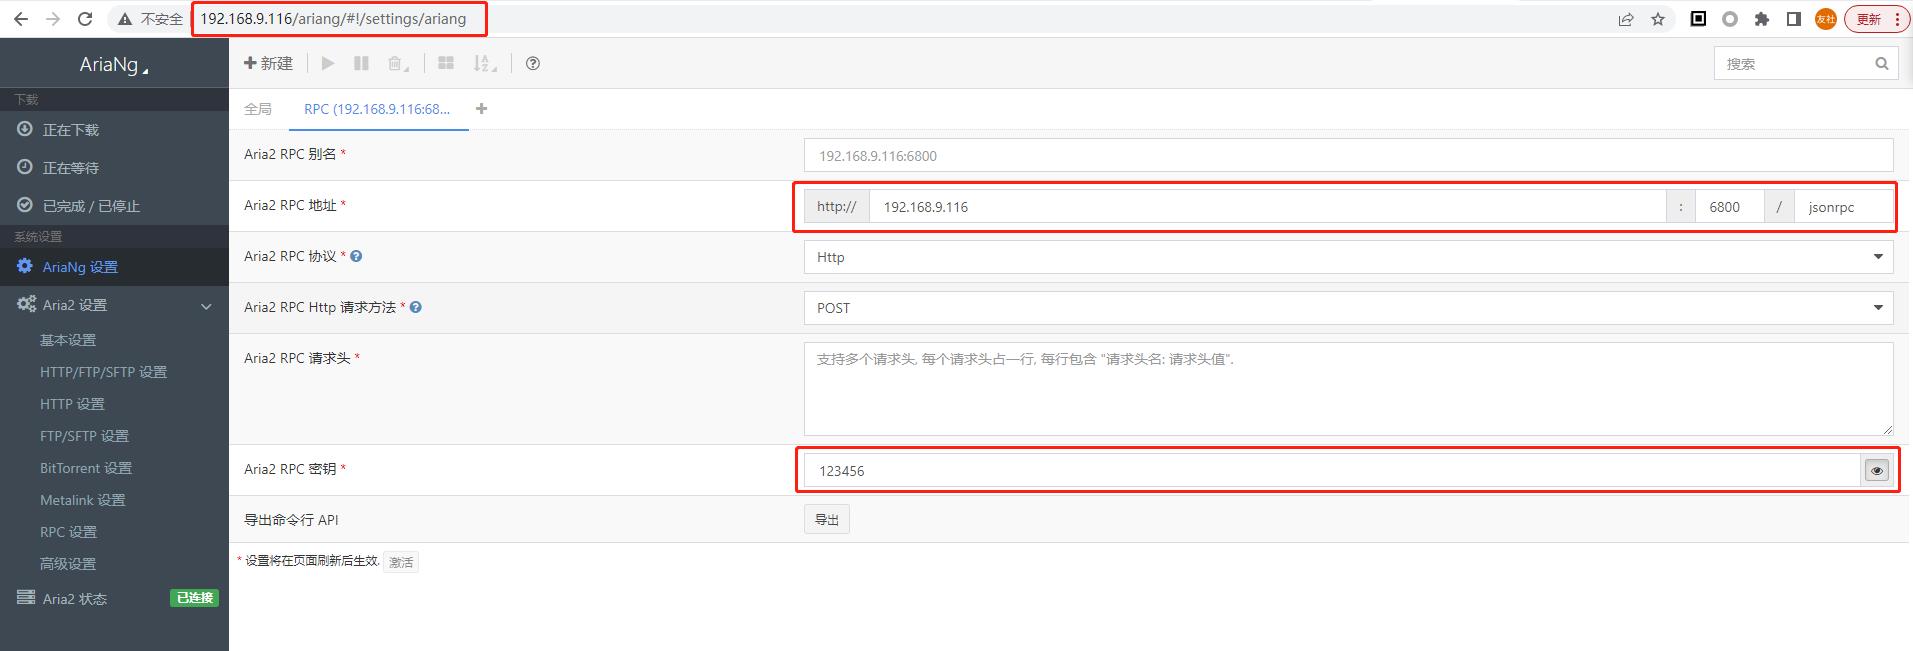 不安全 192.168.9.116/ariang/#!/settings/ariang 友社 更新
AriaNg 新建 搜索
下载
正在下载
正在等待
已完成 / 已停止
系统设置
AriaNg 设置
Aria2 设置
基本设置
HTTP/FTP/SFTP 设置
HTTP 设置
FTP/SFTP 设置
BitTorrent 设置
Metalink 设置
RPC 设置
高级设置
Aria2 状态 已连接
全局 RPC (192.168.9.116:68...
Aria2 RPC 别名 * 192.168.9.116:6800
Aria2 RPC 地址 * http:// 192.168.9.116 : 6800 / jsonrpc
Aria2 RPC 协议 * Http
Aria2 RPC Http 请求方法 * POST
Aria2 RPC 请求头 * 支持多个请求头, 每个请求头占一行, 每行包含 "请求头名: 请求头值".
Aria2 RPC 密钥 * 123456
导出命令行 API 导出
* 设置将在页面刷新后生效. 激活